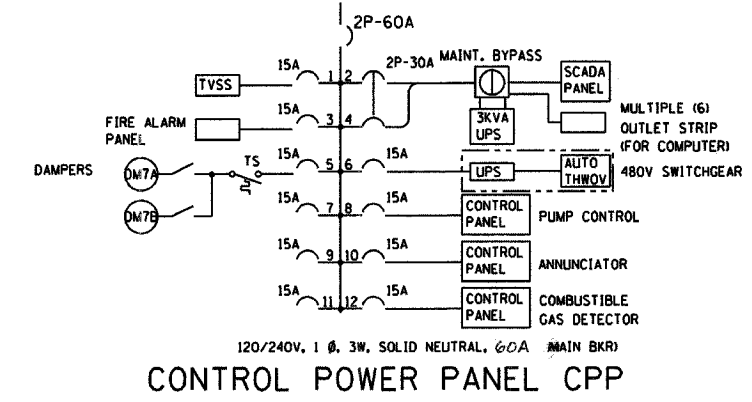 2P-60A
15A 1 2 2P-30A MAINT. BYPASS
TVSS
SCADA
PANEL
15A 3 4
FIRE ALARM
PANEL
3KVA
UPS
MULTIPLE (6)
OUTLET STRIP
(FOR COMPUTER)
DAMPERS
DM7A
TS
15A 5 6 15A
UPS
AUTO
THWOV
480V SWITCHGEAR
DM7B
15A 7 8 15A
CONTROL
PANEL
PUMP CONTROL
15A 9 10 15A
CONTROL
PANEL
ANNUNCIATOR
15A 11 12 15A
CONTROL
PANEL
COMBUSTIBLE
GAS DETECTOR
120/240V, 1 Ø, 3W, SOLID NEUTRAL, 60A MAIN BKR)
CONTROL POWER PANEL CPP